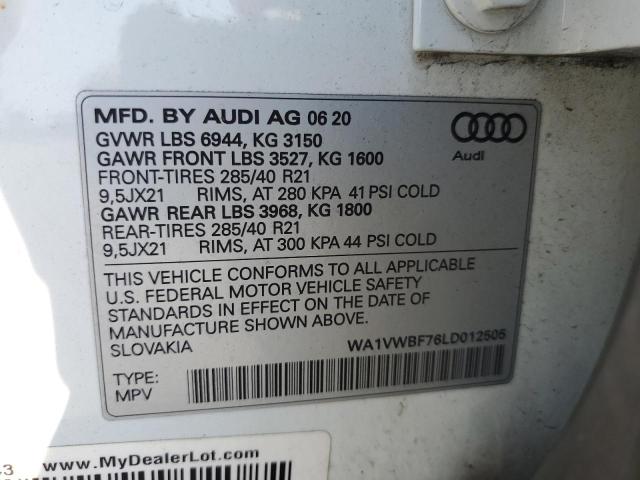 MFD. BY AUDI AG 06 20
GVWR LBS 6944, KG 3150
GAWR FRONT LBS 3527, KG 1600
FRONT-TIRES 285/40 R21
9,5JX21 RIMS, AT 280 KPA 41 PSI COLD
GAWR REAR LBS 3968, KG 1800
REAR-TIRES 285/40 R21
9,5JX21 RIMS, AT 300 KPA 44 PSI COLD
Audi
THIS VEHICLE CONFORMS TO ALL APPLICABLE
U.S. FEDERAL MOTOR VEHICLE SAFETY
STANDARDS IN EFFECT ON THE DATE OF
MANUFACTURE SHOWN ABOVE.
SLOVAKIA
WA1VWBF76LD012505
TYPE:
MPV
www.MyDealerLot.com